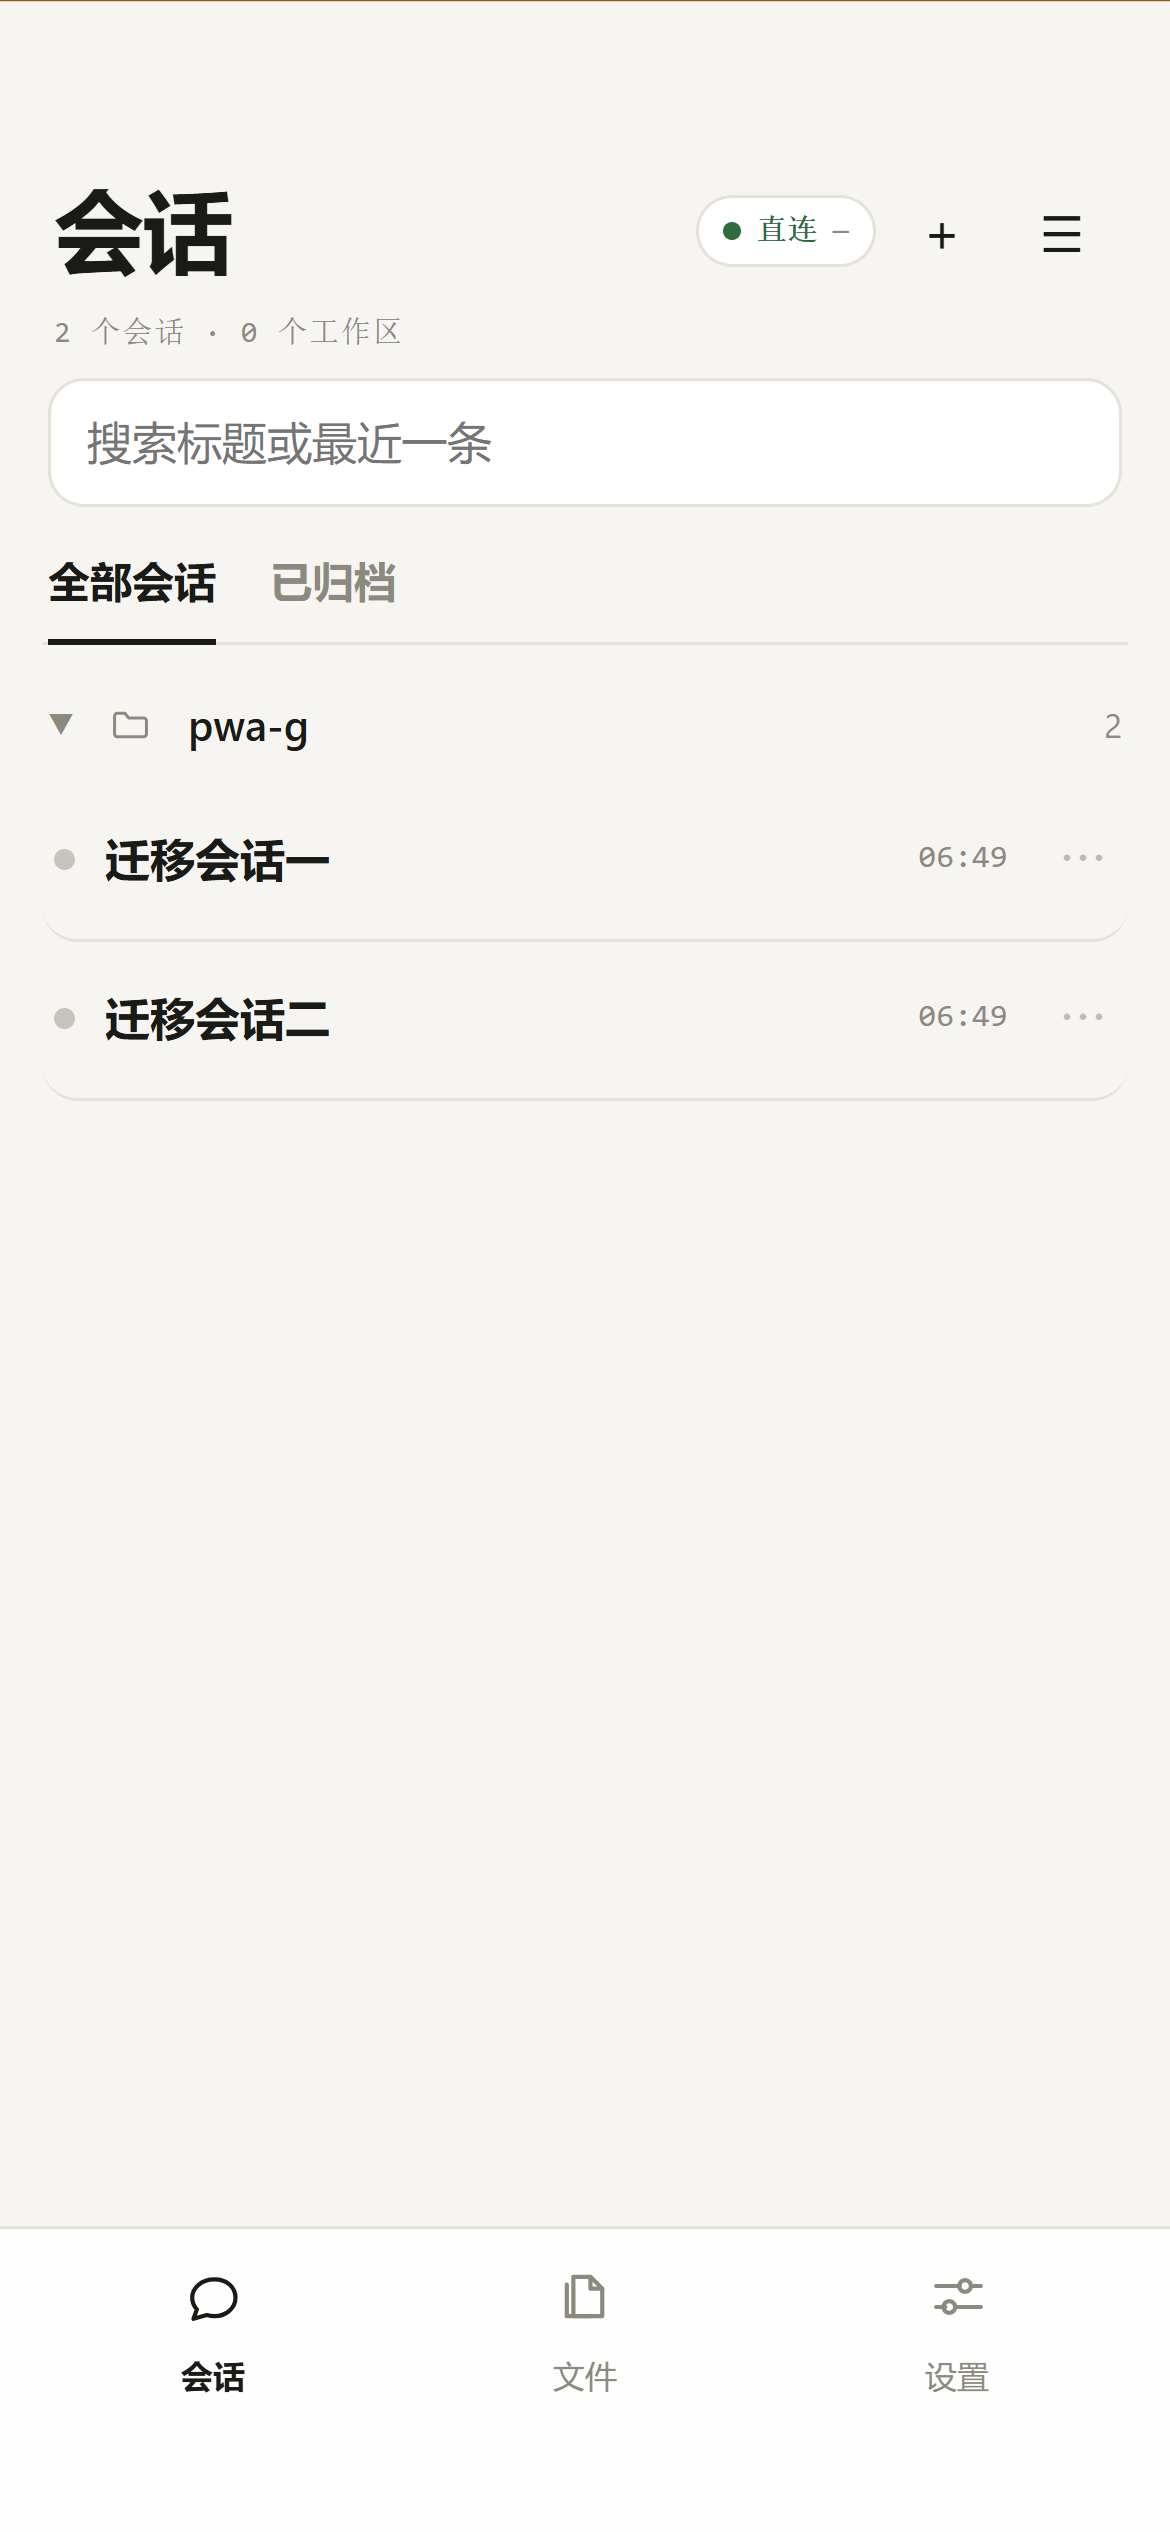 会话
直连 —
+
2 个会话 · 0 个工作区
搜索标题或最近一条
全部会话 已归档
pwa-g 2
迁移会话一 06:49 ···
迁移会话二 06:49 ···
会话 文件 设置